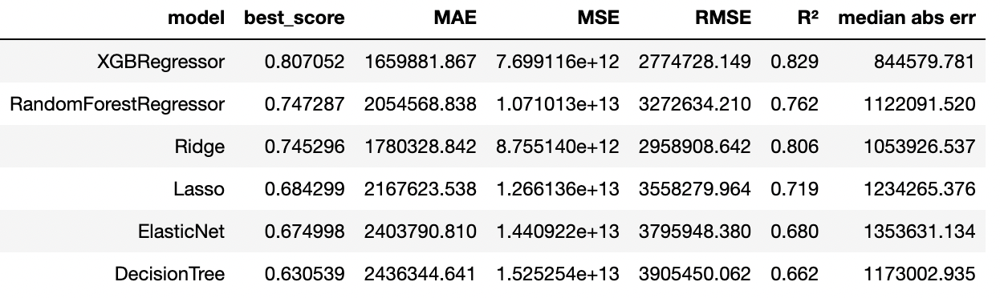 model best_score MAE MSE RMSE R² median abs err
XGBRegressor 0.807052 1659881.867 7.699116e+12 2774728.149 0.829 844579.781
RandomForestRegressor 0.747287 2054568.838 1.071013e+13 3272634.210 0.762 1122091.520
Ridge 0.745296 1780328.842 8.755140e+12 2958908.642 0.806 1053926.537
Lasso 0.684299 2167623.538 1.266136e+13 3558279.964 0.719 1234265.376
ElasticNet 0.674998 2403790.810 1.440922e+13 3795948.380 0.680 1353631.134
DecisionTree 0.630539 2436344.641 1.525254e+13 3905450.062 0.662 1173002.935